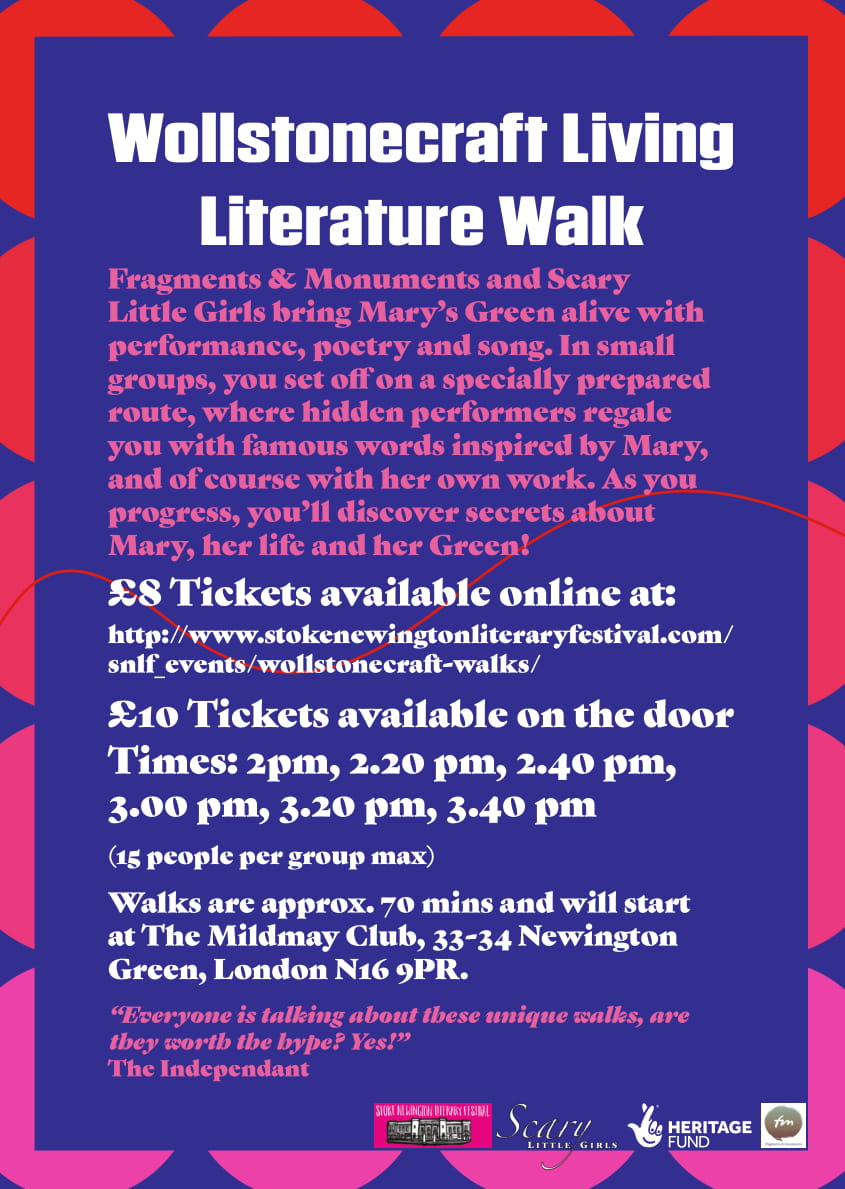 Wollstonecraft Living
Literature Walk
Fragments & Monuments and Scary
Little Girls bring Mary’s Green alive with
performance, poetry and song. In small
groups, you set off on a specially prepared
route, where hidden performers regale
you with famous words inspired by Mary,
and of course with her own work. As you
progress, you’ll discover secrets about
Mary, her life and her Green!
£8 Tickets available online at:
http://www.stokenewingtonliteraryfestival.com/
snlf_events/wollstonecraft-walks/
£10 Tickets available on the door
Times: 2pm, 2.20 pm, 2.40 pm,
3.00 pm, 3.20 pm, 3.40 pm
(15 people per group max)
Walks are approx. 70 mins and will start
at The Mildmay Club, 33-34 Newington
Green, London N16 9PR.
“Everyone is talking about these unique walks, are
they worth the hype? Yes!”
The Independant
STOKE NEWINGTON LITERARY FESTIVAL
Scary
LITTLE GIRLS
HERITAGE
FUND
fm